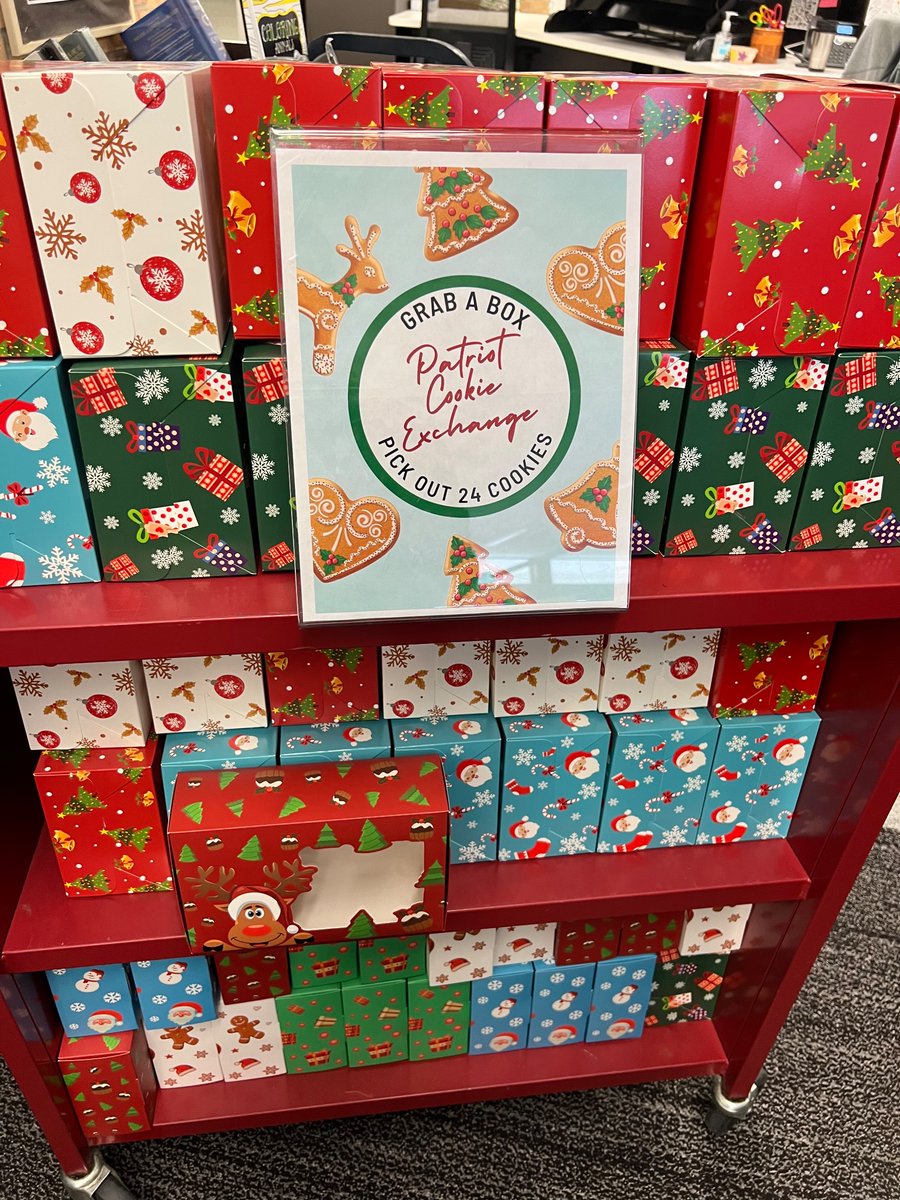 GRAB A BOX
Patriot
Cookie
Exchange
PICK OUT 24 COOKIES